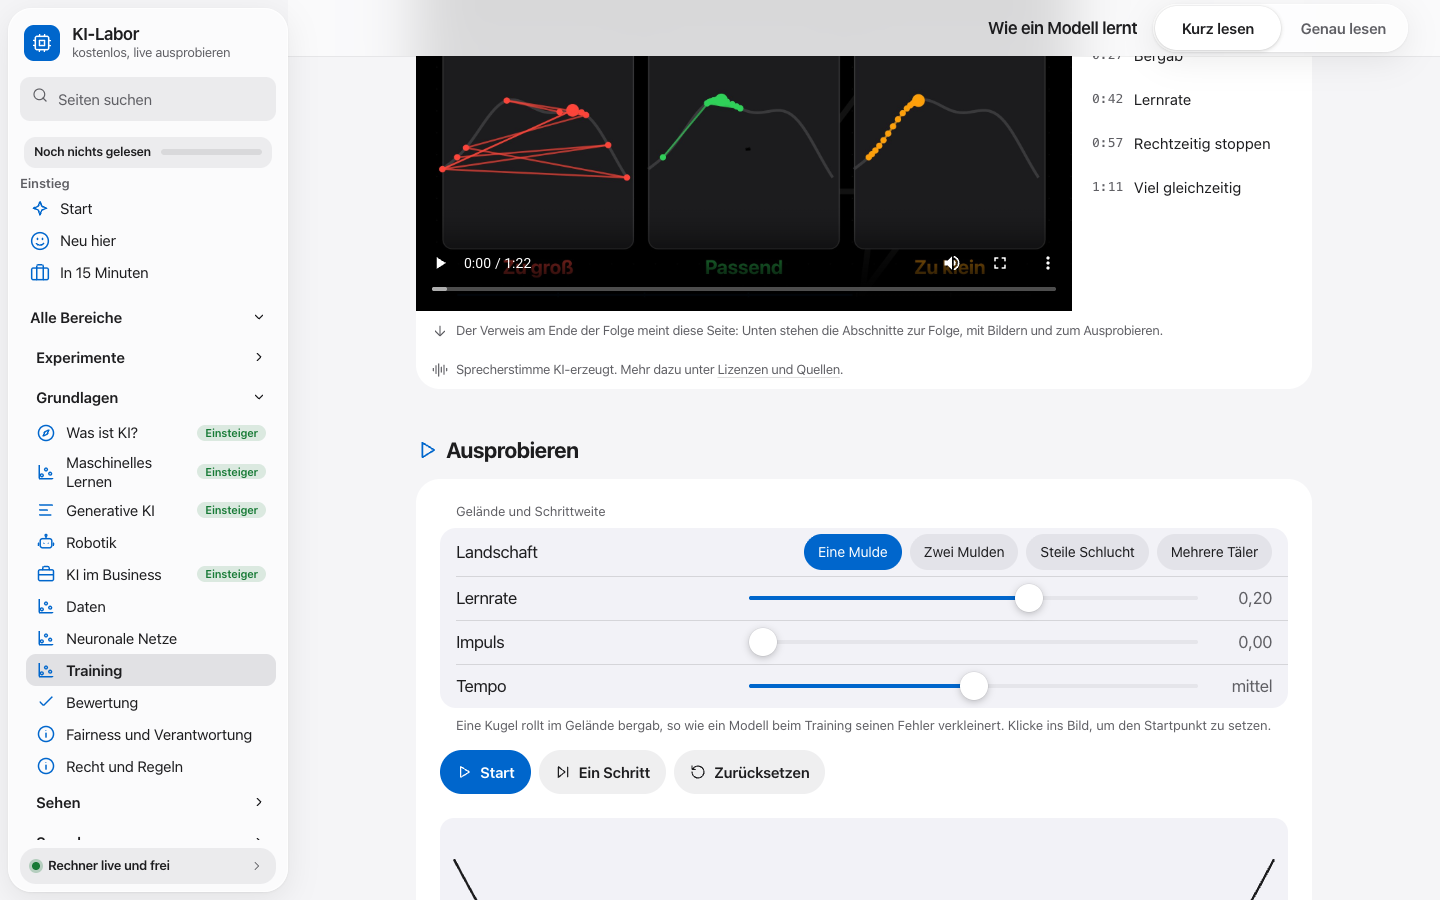 KI-Labor
kostenlos, live ausprobieren
Seiten suchen
Noch nichts gelesen
Einstieg
Start
Neu hier
In 15 Minuten
Alle Bereiche
Experimente
Grundlagen
Was ist KI? Einsteiger
Maschinelles Lernen Einsteiger
Generative KI Einsteiger
Robotik
KI im Business Einsteiger
Daten
Neuronale Netze
Training
Bewertung
Fairness und Verantwortung
Recht und Regeln
Sehen
Rechner live und frei
Wie ein Modell lernt
Kurz lesen
Genau lesen
0:27 Bergab
0:42 Lernrate
0:57 Rechtzeitig stoppen
1:11 Viel gleichzeitig
Zu groß
Passend
Zu klein
0:00 / 1:22
Der Verweis am Ende der Folge meint diese Seite: Unten stehen die Abschnitte zur Folge, mit Bildern und zum Ausprobieren.
Sprecherstimme KI-erzeugt. Mehr dazu unter Lizenzen und Quellen.
Ausprobieren
Gelände und Schrittweite
Landschaft Eine Mulde Zwei Mulden Steile Schlucht Mehrere Täler
Lernrate 0,20
Impuls 0,00
Tempo mittel
Eine Kugel rollt im Gelände bergab, so wie ein Modell beim Training seinen Fehler verkleinert. Klicke ins Bild, um den Startpunkt zu setzen.
Start Ein Schritt Zurücksetzen